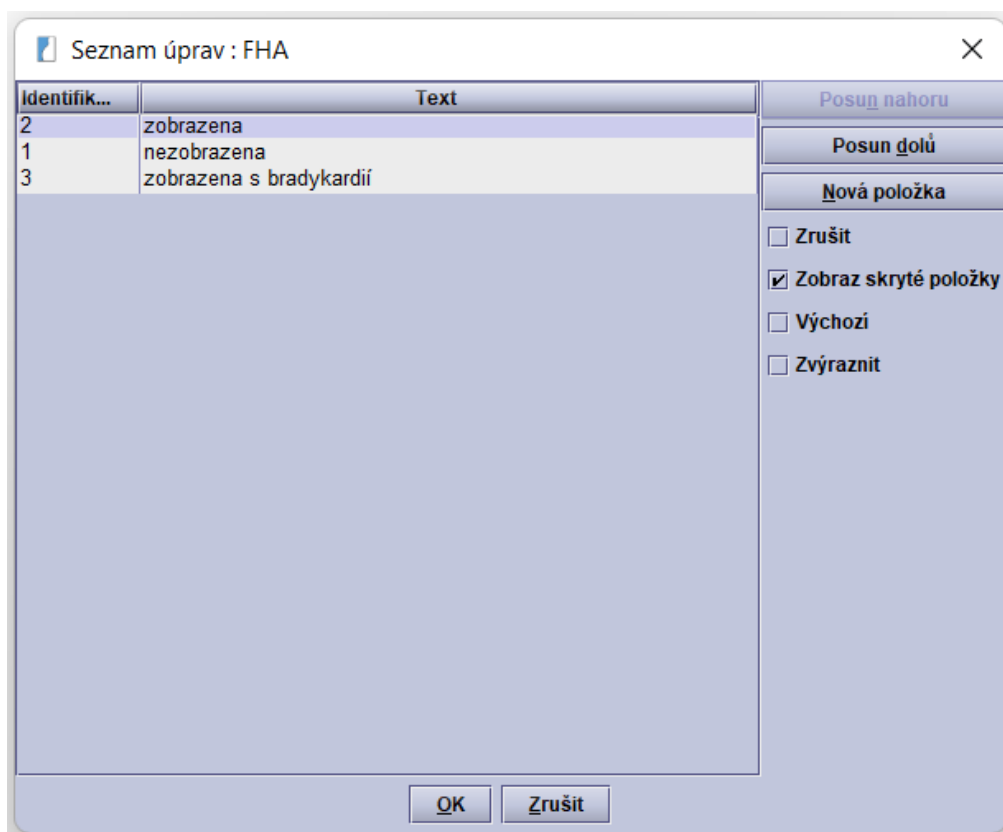 Seznam úprav : FHA
Identifik... Text
2 zobrazena
1 nezobrazena
3 zobrazena s bradykardií
Posun nahoru
Posun dolů
Nová položka
Zrušit
Zobraz skryté položky
Výchozí
Zvýraznit
OK Zrušit